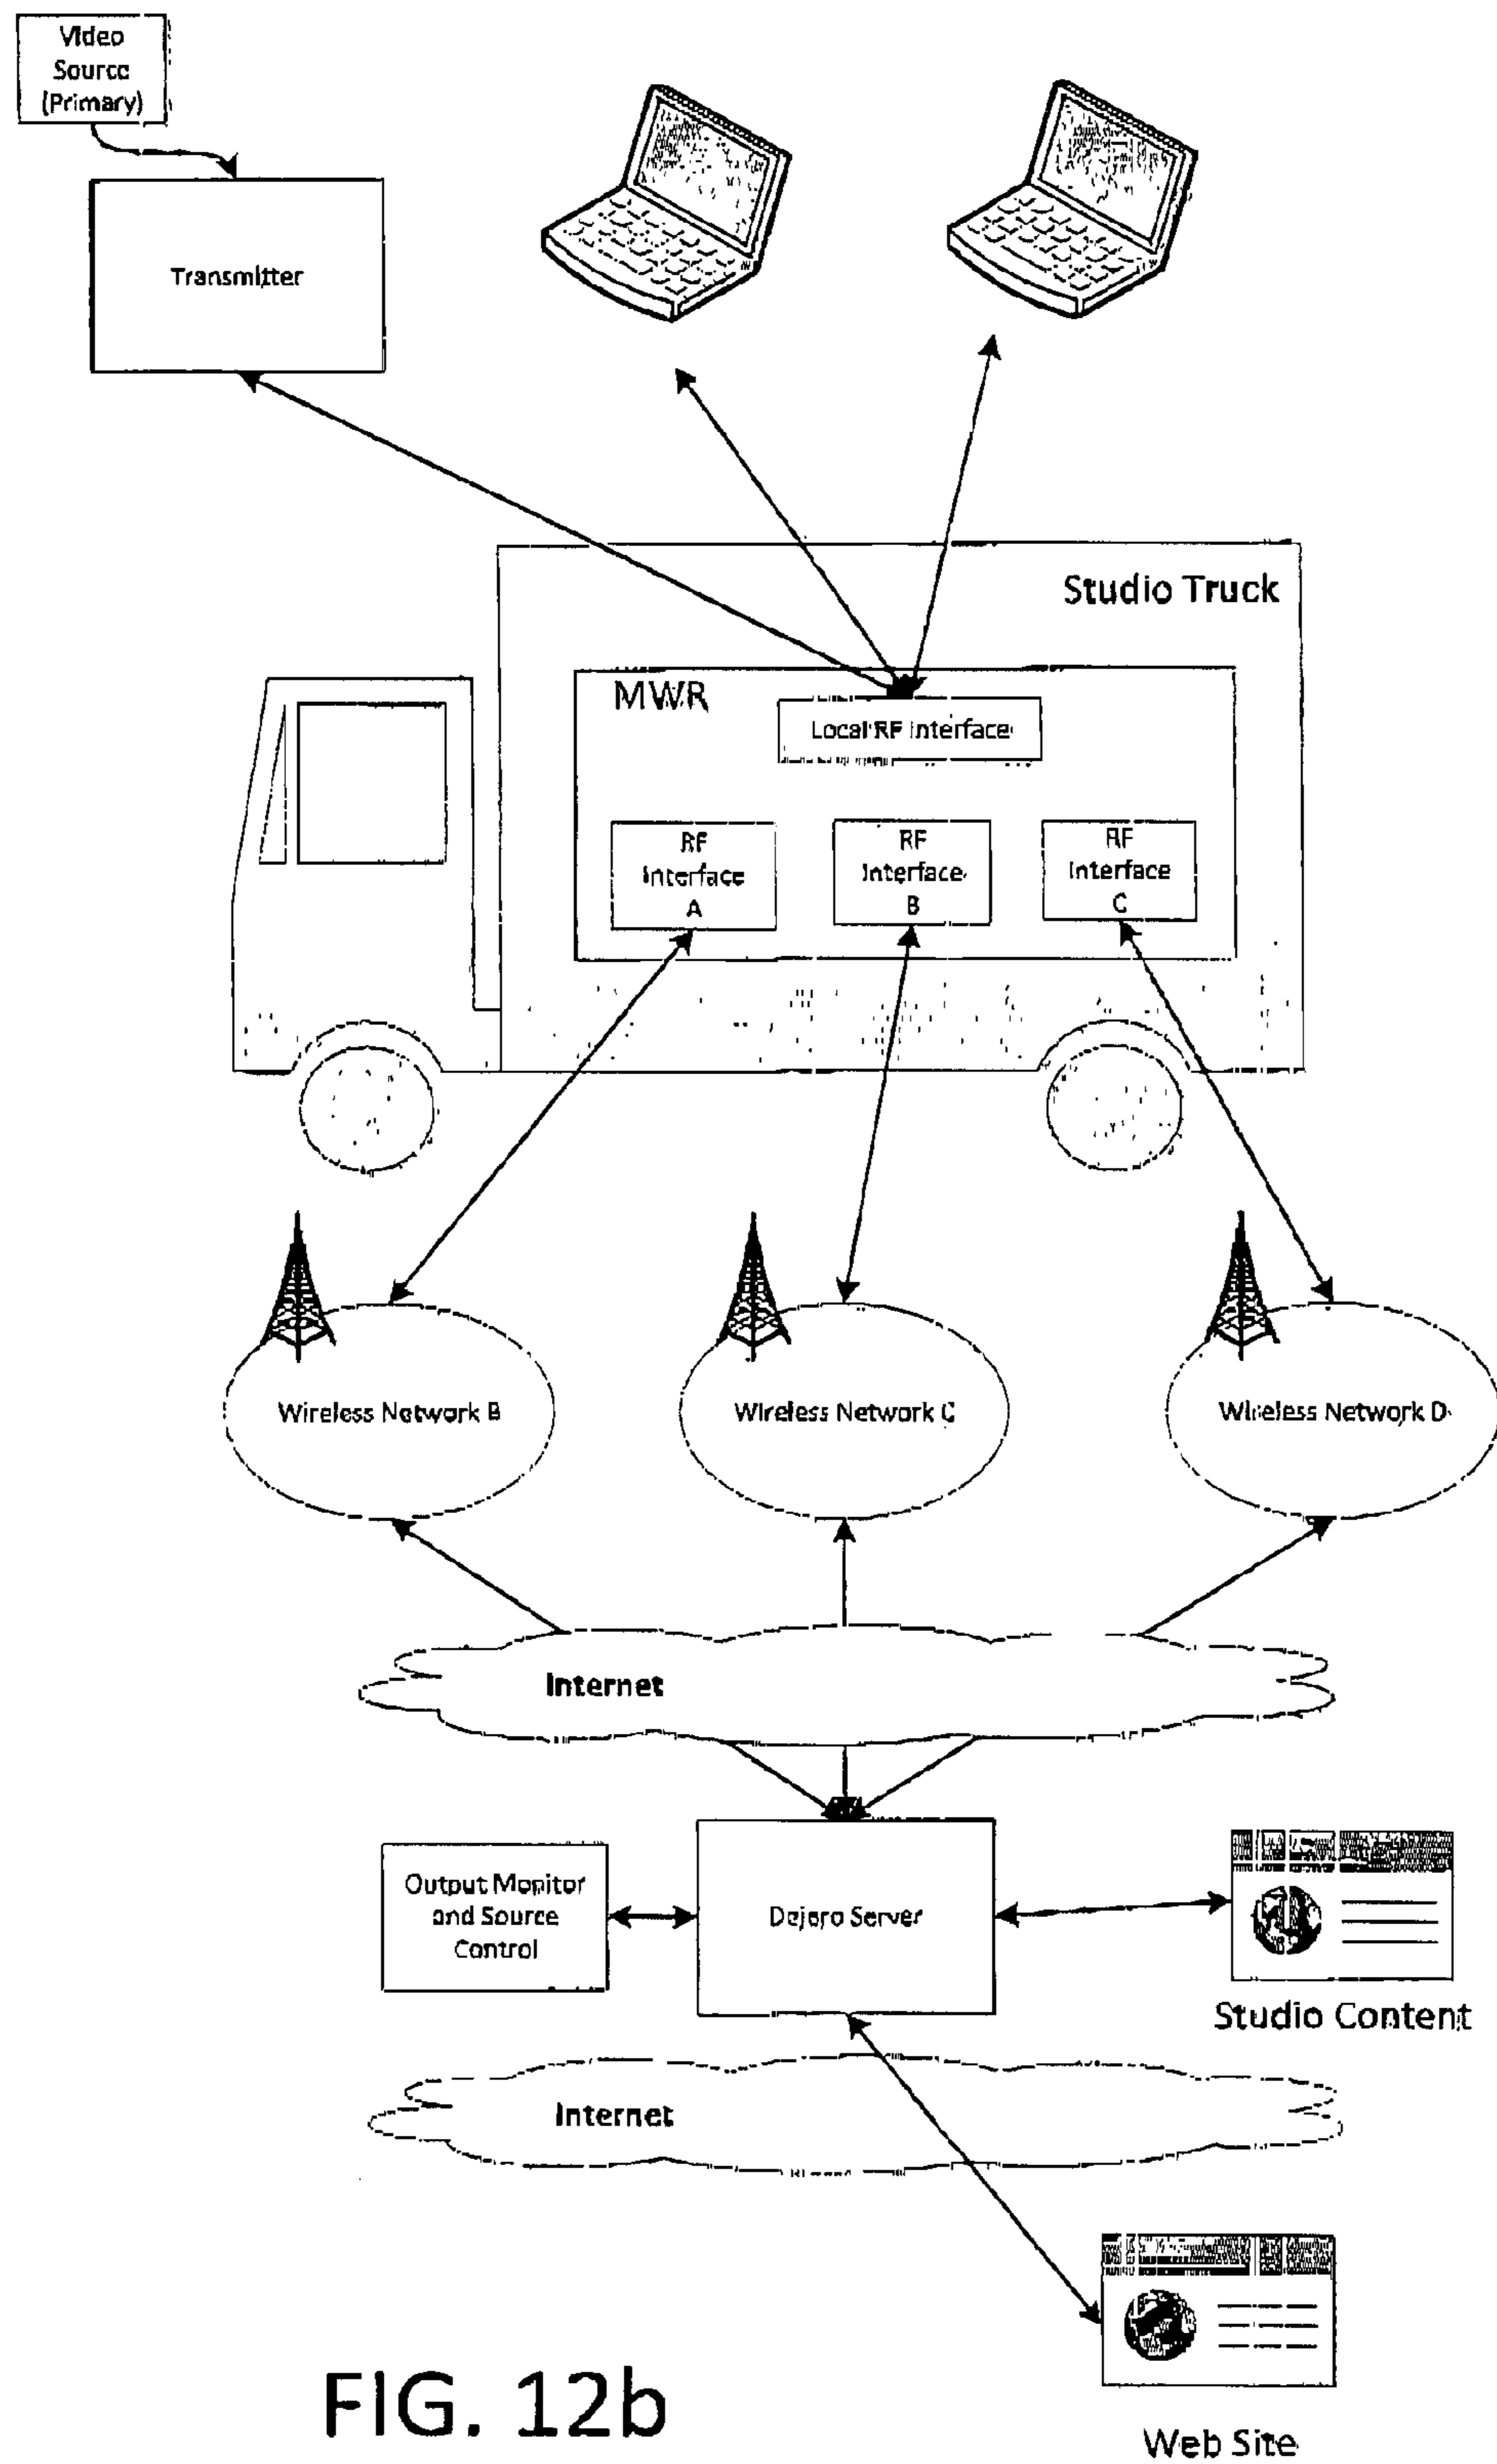 Video
Source
(Primary)
Transmitter
Studio Truck
MWR
Local RF Interface
RF
Interface
A
RF
Interface
B
RF
Interface
C
Wireless Network B
Wireless Network C
Wireless Network D
Internet
Output Monitor
and Source
Control
Dejero Server
Studio Content
Internet
Web Site
FIG. 12b